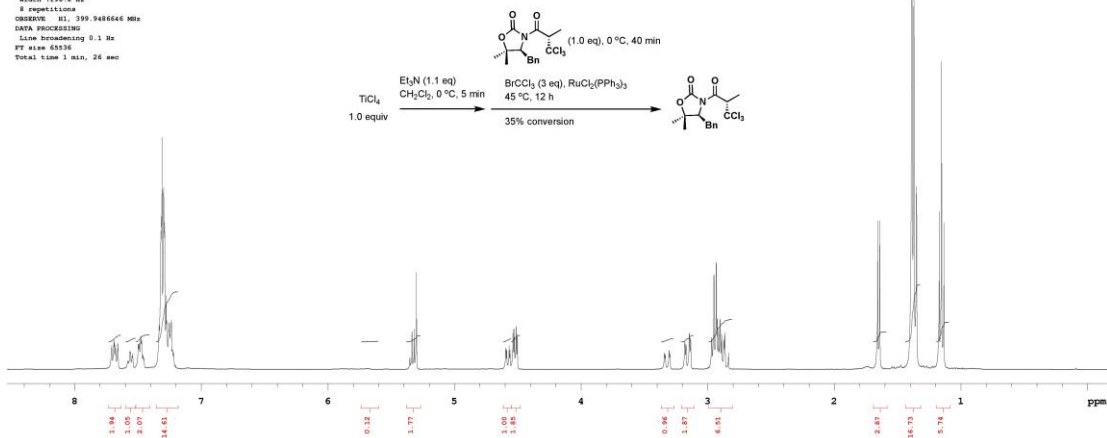 8 repetitions
OBSERVE H1, 399.9486646 MHz
DATA PROCESSING
Line broadening 0.1 Hz
FT size 65536
Total time 1 min, 26 sec
O
O
N
O
CCl₃
Bn
(1.0 eq), 0 ºC, 40 min
TiCl₄
1.0 equiv
Et₃N (1.1 eq)
CH₂Cl₂, 0 ºC, 5 min
BrCCl₃ (3 eq), RuCl₂(PPh₃)₃
45 ºC, 12 h
35% conversion
O
O
N
O
CCl₃
Bn
8 7 6 5 4 3 2 1 ppm
1.94 1.05 2.07 14.61 0.12 1.77 1.00 1.85 0.96 1.87 6.51 2.87 16.73 5.74